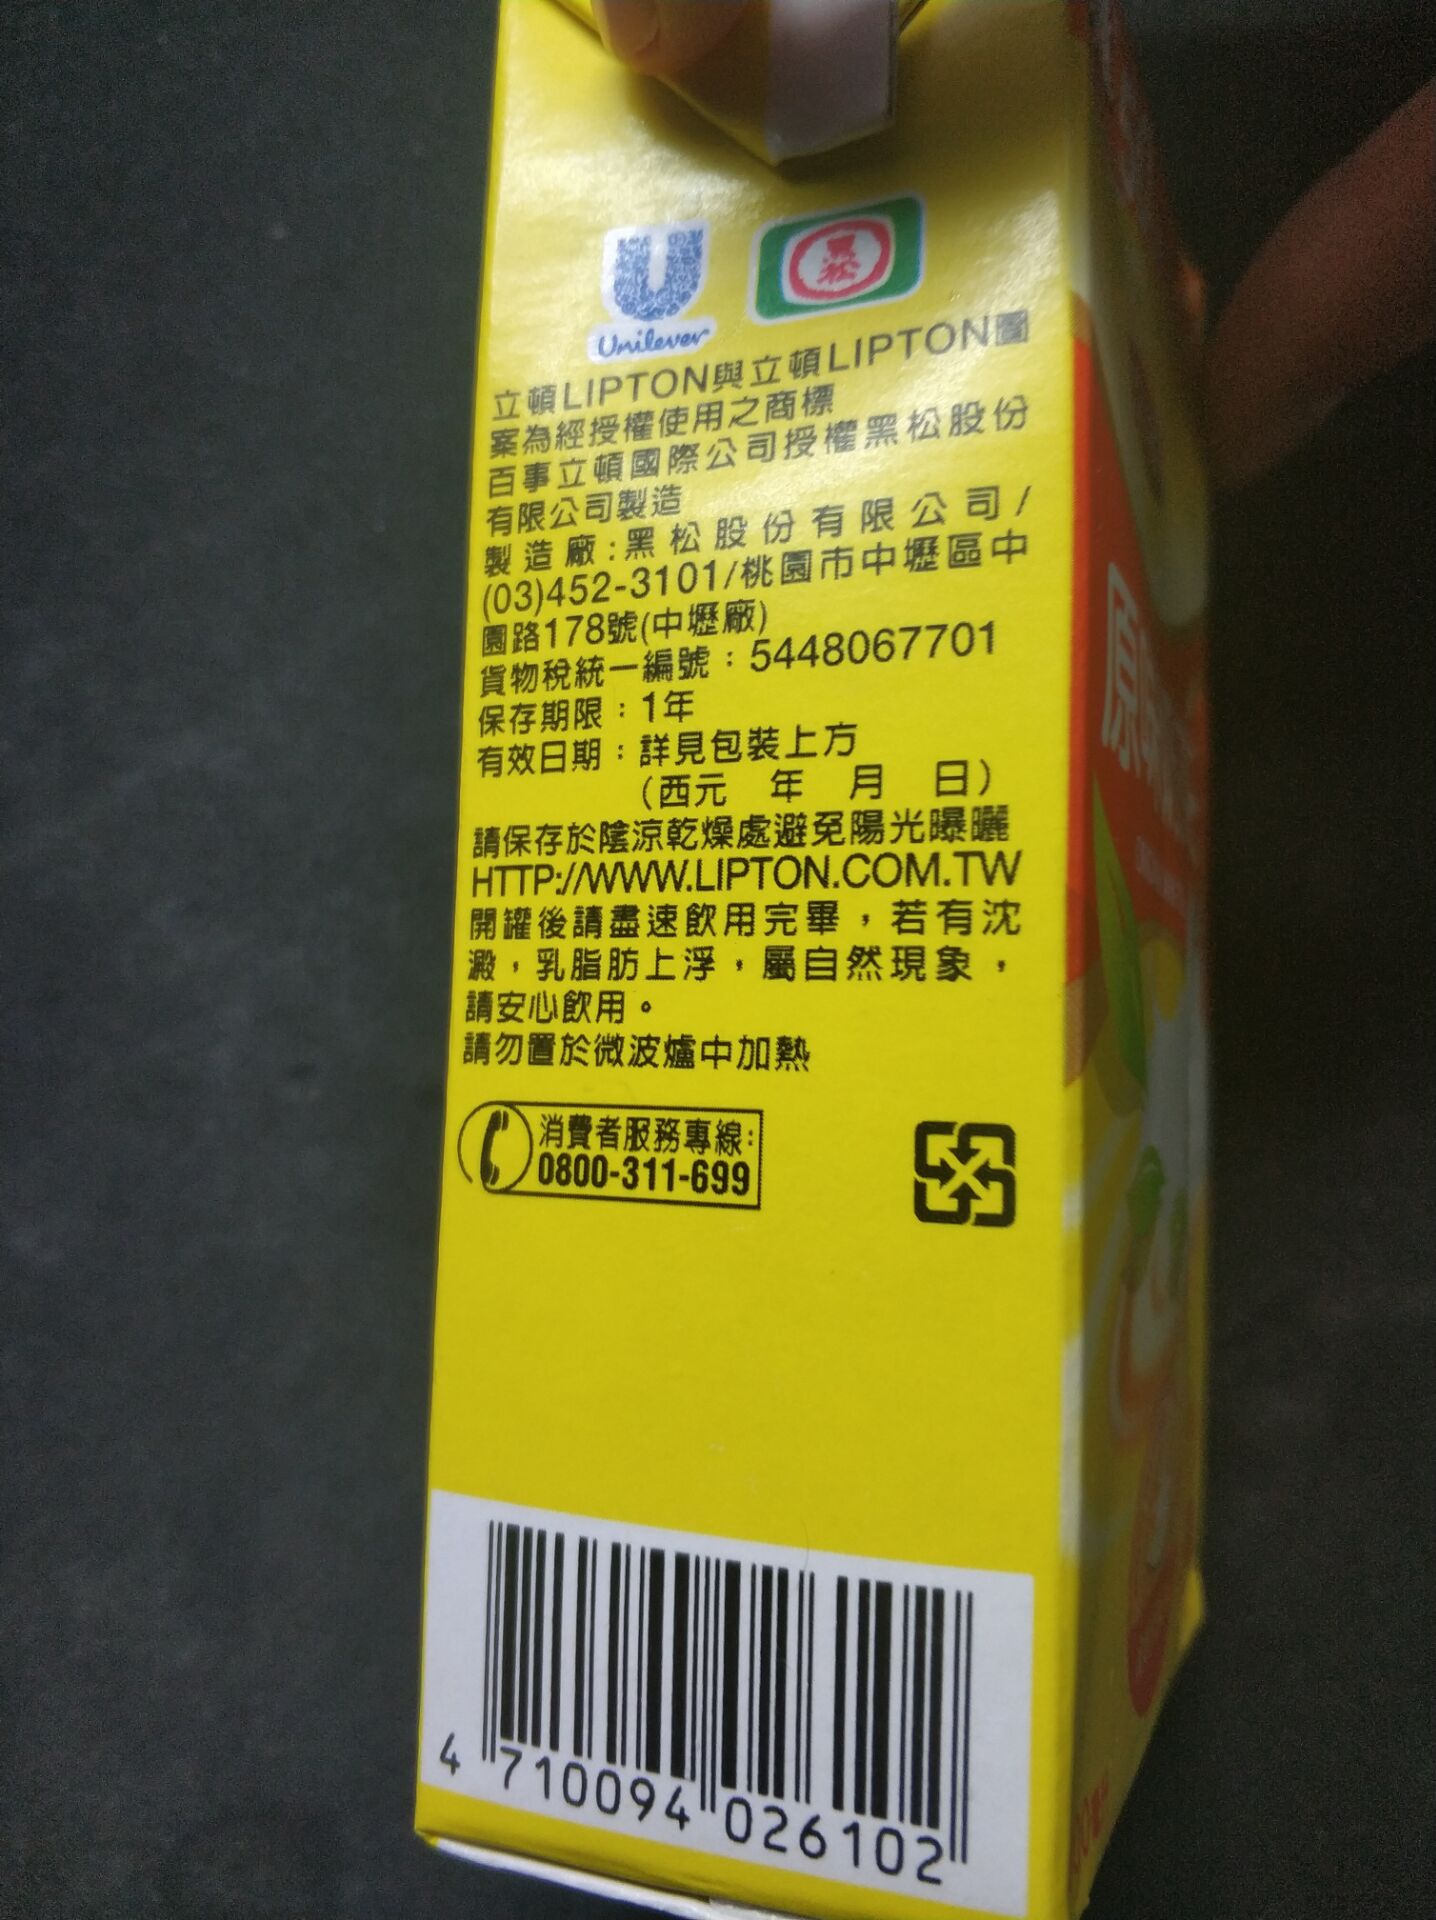 Unilever
黑松
立頓LIPTON與立頓LIPTON圖
案為經授權使用之商標
百事立頓國際公司授權黑松股份
有限公司製造
製造廠:黑松股份有限公司/
(03)452-3101/桃園市中壢區中
園路178號(中壢廠)
貨物稅統一編號：5448067701
保存期限：1年
有效日期：詳見包裝上方
（西元 年 月 日）
請保存於陰涼乾燥處避免陽光曝曬
HTTP://WWW.LIPTON.COM.TW
開罐後請盡速飲用完畢，若有沈
澱，乳脂肪上浮，屬自然現象，
請安心飲用。
請勿置於微波爐中加熱
消費者服務專線:
0800-311-699
4 710094 026102
原味